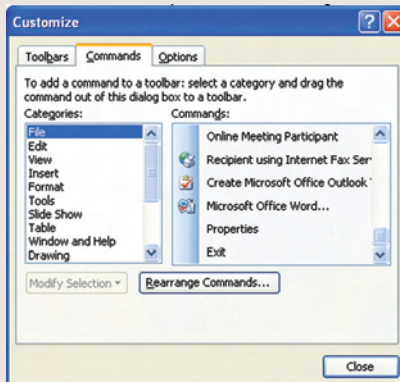 Customize
Toolbars Commands Options
To add a command to a toolbar: select a category and drag the
command out of this dialog box to a toolbar.
Categories:
File
Edit
View
Insert
Format
Tools
Slide Show
Table
Window and Help
Drawing
Commands:
Online Meeting Participant
Recipient using Internet Fax Ser
Create Microsoft Office Outlook
Microsoft Office Word...
Properties
Exit
Modify Selection
Rearrange Commands...
Close